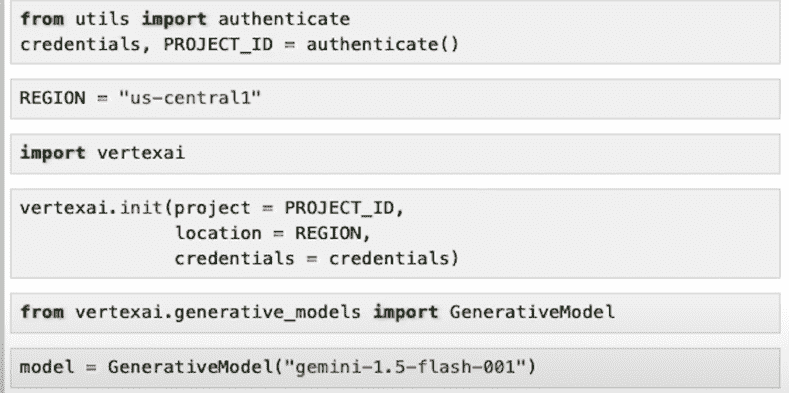 from utils import authenticate
credentials, PROJECT_ID = authenticate()
REGION = "us-central1"
import vertexai
vertexai.init(project = PROJECT_ID,
location = REGION,
credentials = credentials)
from vertexai.generative_models import GenerativeModel
model = GenerativeModel("gemini-1.5-flash-001")